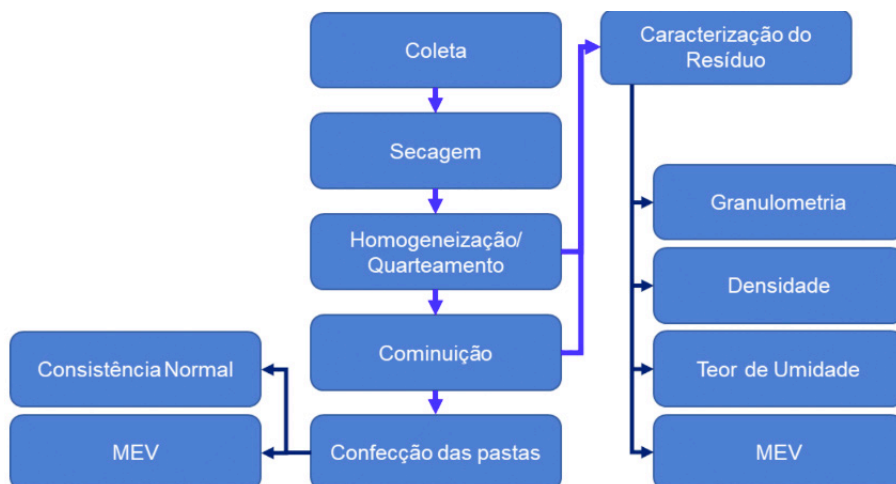 Coleta
Caracterização do
Resíduo
Secagem
Granulometria
Homogeneização/
Quarteamento
Densidade
Cominuição
Consistência Normal
Teor de Umidade
MEV
Confecção das pastas
MEV